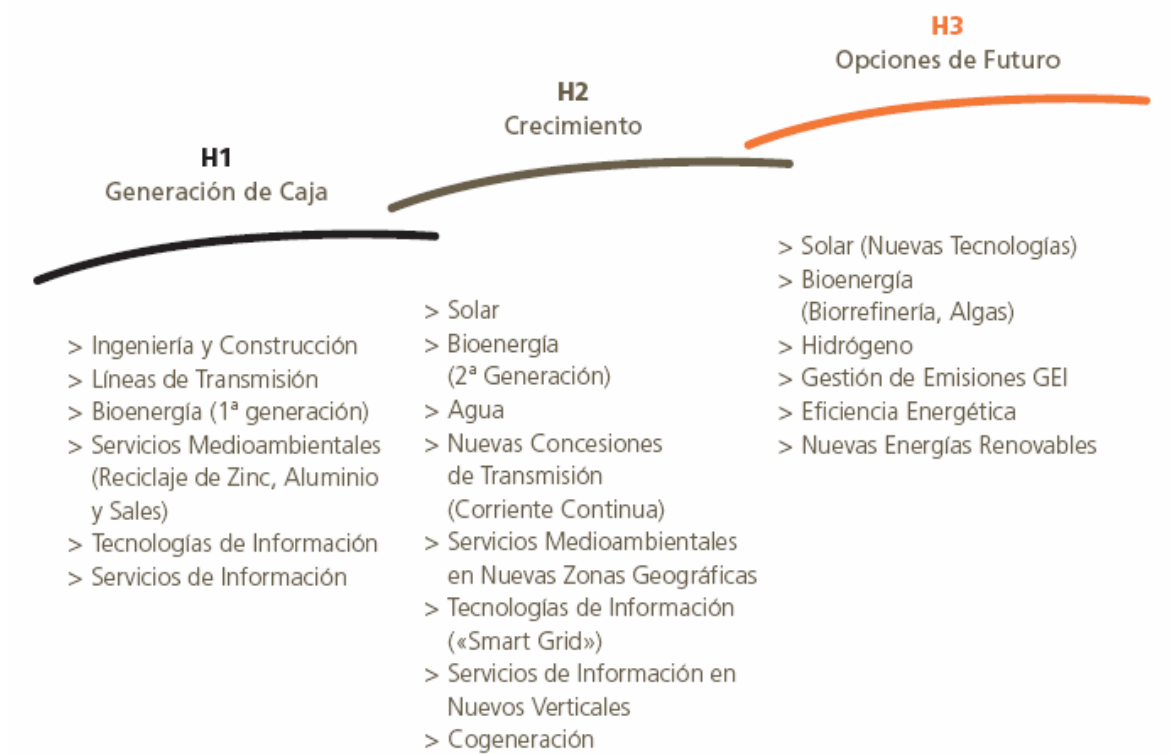 H3
Opciones de Futuro
H2
Crecimiento
H1
Generación de Caja
> Ingeniería y Construcción
> Líneas de Transmisión
> Bioenergía (1ª generación)
> Servicios Medioambientales
(Reciclaje de Zinc, Aluminio
y Sales)
> Tecnologías de Información
> Servicios de Información
> Solar
> Bioenergía
(2ª Generación)
> Agua
> Nuevas Concesiones
de Transmisión
(Corriente Continua)
> Servicios Medioambientales
en Nuevas Zonas Geográficas
> Tecnologías de Información
(«Smart Grid»)
> Servicios de Información en
Nuevos Verticales
> Cogeneración
> Solar (Nuevas Tecnologías)
> Bioenergía
(Biorrefinería, Algas)
> Hidrógeno
> Gestión de Emisiones GEI
> Eficiencia Energética
> Nuevas Energías Renovables